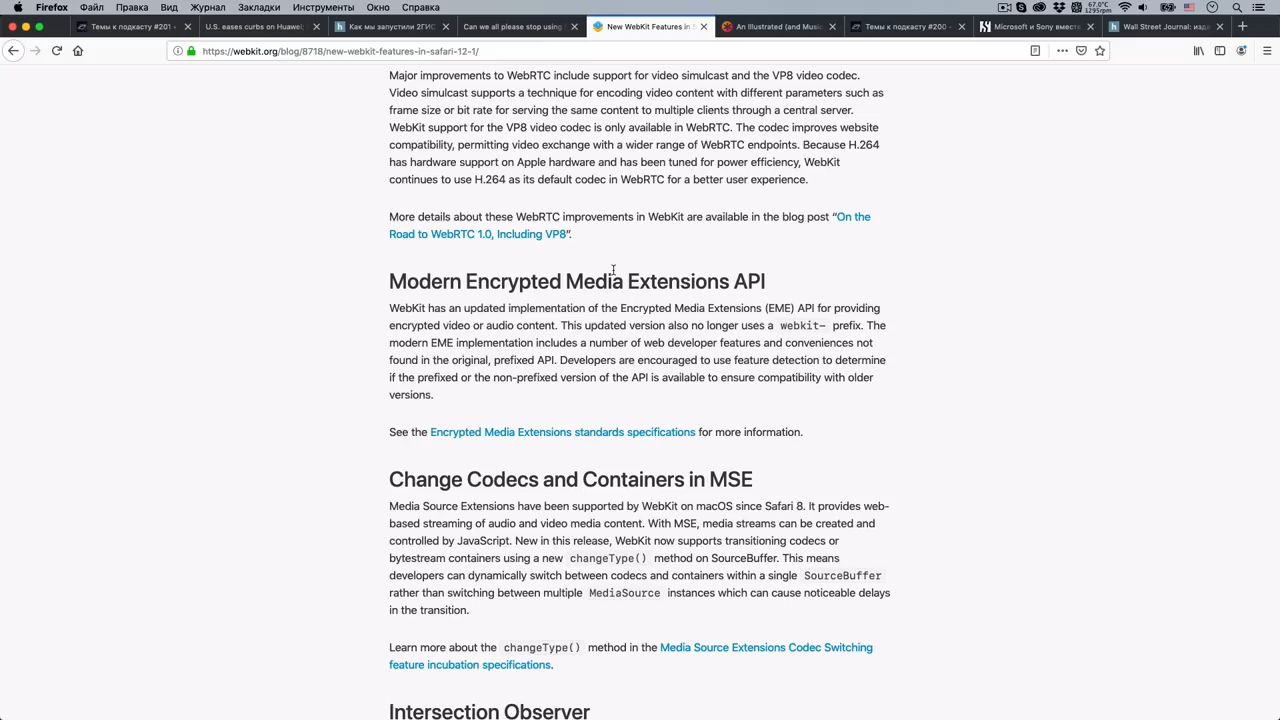 Firefox Файл Правка Вид Журнал Закладки Инструменты Окно Справка 67.0°C 1295rpm
Темы к подкасту #201 U.S. eases curbs on Huawei; Как мы запустили 2ГИС Can we all please stop using New WebKit Features in S An Illustrated (and Music Темы к подкасту #200 Microsoft и Sony вместе Wall Street Journal: изда
https://webkit.org/blog/8718/new-webkit-features-in-safari-12-1/
Major improvements to WebRTC include support for video simulcast and the VP8 video codec.
Video simulcast supports a technique for encoding video content with different parameters such as
frame size or bit rate for serving the same content to multiple clients through a central server.
WebKit support for the VP8 video codec is only available in WebRTC. The codec improves website
compatibility, permitting video exchange with a wider range of WebRTC endpoints. Because H.264
has hardware support on Apple hardware and has been tuned for power efficiency, WebKit
continues to use H.264 as its default codec in WebRTC for a better user experience.
More details about these WebRTC improvements in WebKit are available in the blog post “On the
Road to WebRTC 1.0, Including VP8”.
Modern Encrypted Media Extensions API
WebKit has an updated implementation of the Encrypted Media Extensions (EME) API for providing
encrypted video or audio content. This updated version also no longer uses a webkit- prefix. The
modern EME implementation includes a number of web developer features and conveniences not
found in the original, prefixed API. Developers are encouraged to use feature detection to determine
if the prefixed or the non-prefixed version of the API is available to ensure compatibility with older
versions.
See the Encrypted Media Extensions standards specifications for more information.
Change Codecs and Containers in MSE
Media Source Extensions have been supported by WebKit on macOS since Safari 8. It provides web-
based streaming of audio and video media content. With MSE, media streams can be created and
controlled by JavaScript. New in this release, WebKit now supports transitioning codecs or
bytestream containers using a new changeType() method on SourceBuffer. This means
developers can dynamically switch between codecs and containers within a single SourceBuffer
rather than switching between multiple MediaSource instances which can cause noticeable delays
in the transition.
Learn more about the changeType() method in the Media Source Extensions Codec Switching
feature incubation specifications.
Intersection Observer